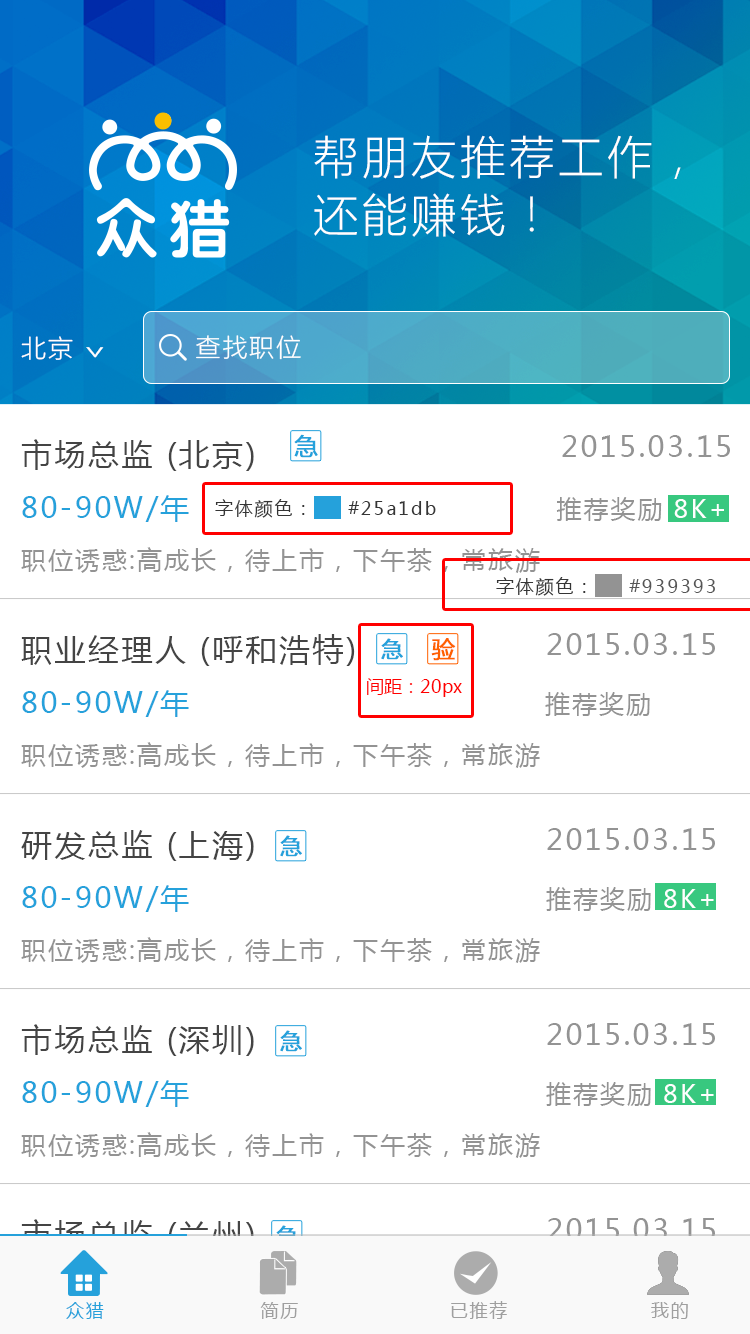 众猎
帮朋友推荐工作，
还能赚钱！
北京
查找职位
市场总监 (北京) 急 2015.03.15
80-90W/年 字体颜色： #25a1db 推荐奖励 8K+
职位诱惑:高成长，待上市，下午茶，常旅游
字体颜色： #939393
职业经理人 (呼和浩特) 急 验 2015.03.15
间距：20px
80-90W/年 推荐奖励
职位诱惑:高成长，待上市，下午茶，常旅游
研发总监 (上海) 急 2015.03.15
80-90W/年 推荐奖励 8K+
职位诱惑:高成长，待上市，下午茶，常旅游
市场总监 (深圳) 急 2015.03.15
80-90W/年 推荐奖励 8K+
职位诱惑:高成长，待上市，下午茶，常旅游
市场总监 (兰州) 急 2015.03.15
众猎 简历 已推荐 我的